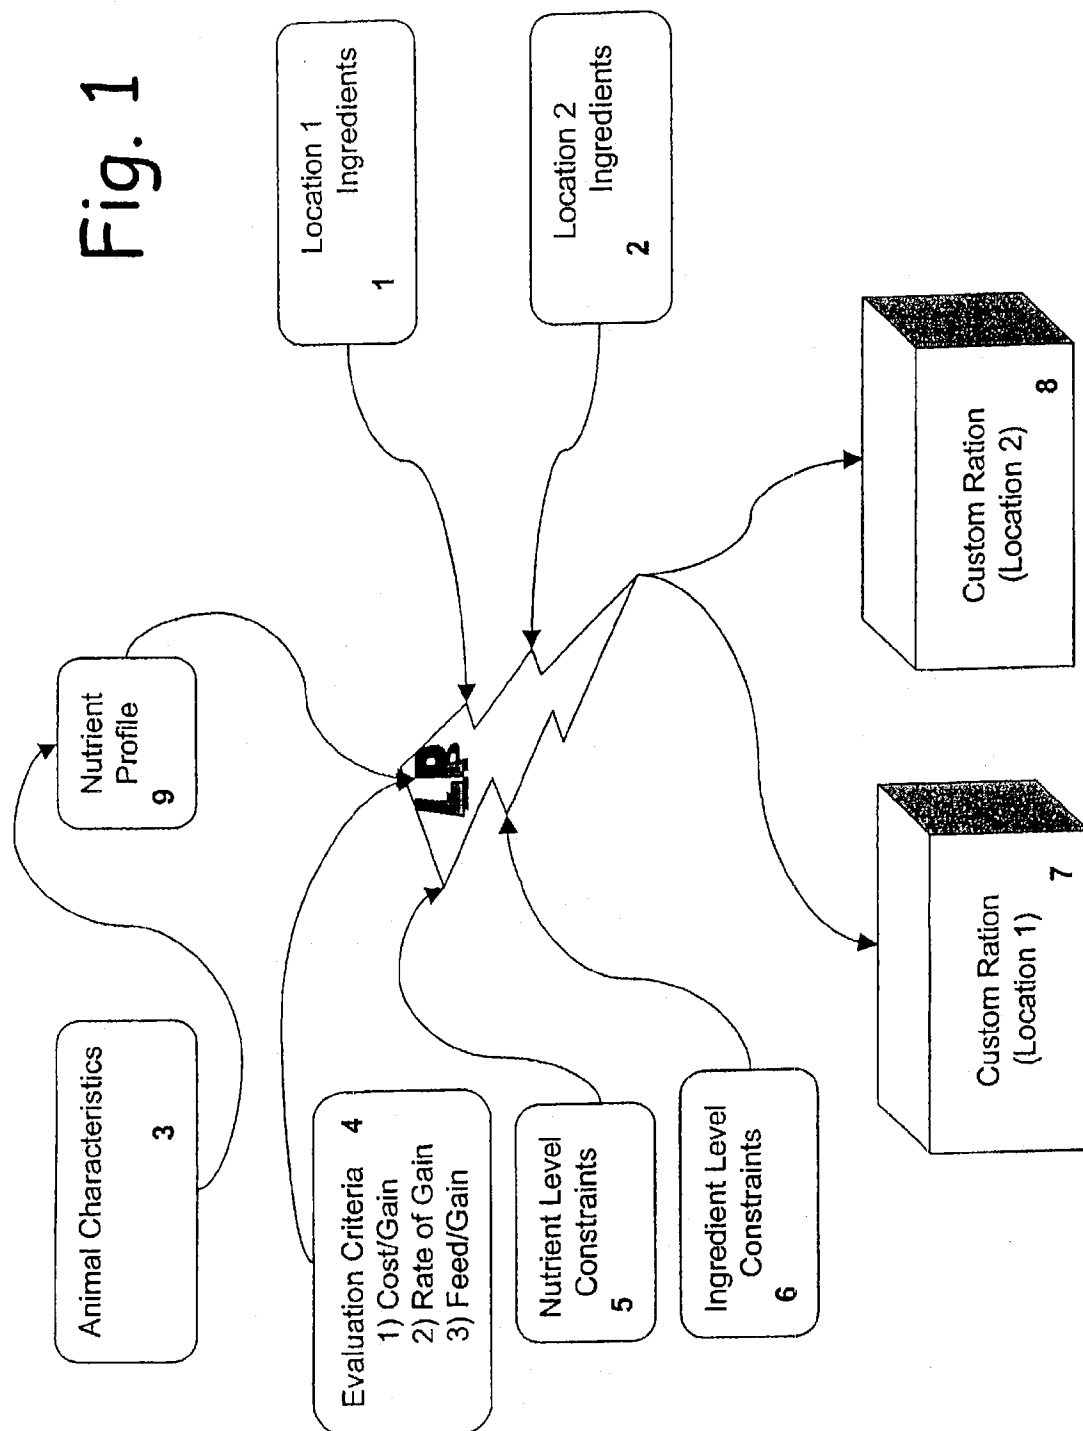 Fig. 1
Animal Characteristics
3
Nutrient
Profile
9
Evaluation Criteria 4
1) Cost/Gain
2) Rate of Gain
3) Feed/Gain
Nutrient Level
Constraints
5
Ingredient Level
Constraints
6
LP
Location 1
Ingredients
1
Location 2
Ingredients
2
Custom Ration
(Location 1)
7
Custom Ration
(Location 2)
8